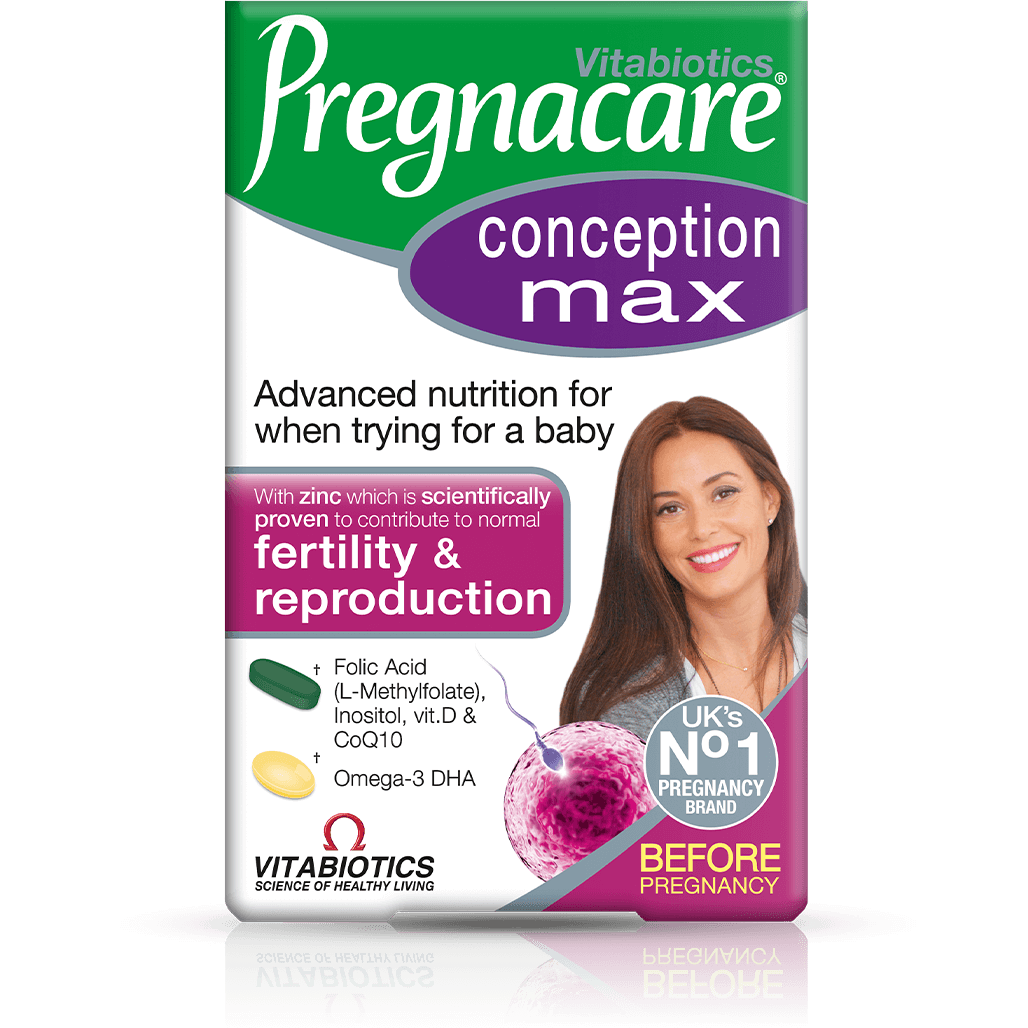 Vitabiotics
Pregnacare®
conception
max
Advanced nutrition for
when trying for a baby
With zinc which is scientifically
proven to contribute to normal
fertility &
reproduction
† Folic Acid
(L-Methylfolate),
Inositol, vit.D &
CoQ10
† Omega-3 DHA
UK's
Nº1
PREGNANCY
BRAND
VITABIOTICS
SCIENCE OF HEALTHY LIVING
BEFORE
PREGNANCY